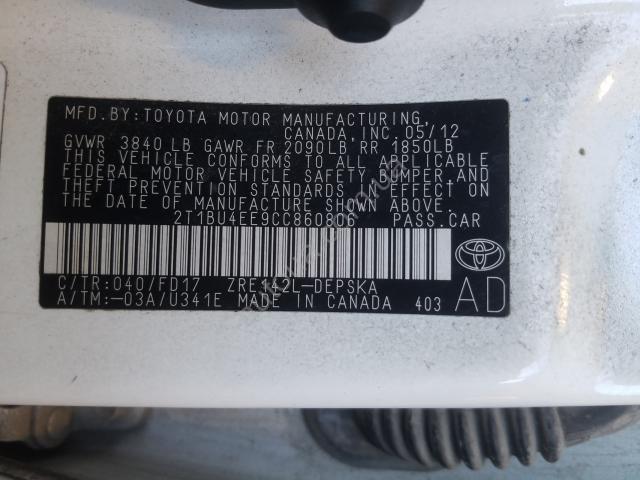 MFD. BY: TOYOTA MOTOR MANUFACTURING,
CANADA, INC. 05/12
GVWR 3840 LB GAWR FR 2090LB RR 1850LB
THIS VEHICLE CONFORMS TO ALL APPLICABLE
FEDERAL MOTOR VEHICLE SAFETY, BUMPER, AND
THEFT PREVENTION STANDARDS IN EFFECT ON
THE DATE OF MANUFACTURE SHOWN ABOVE.
2T1BU4EE9CC860806 PASS. CAR
C/TR: 040/FD17 ZRE142L-DEPSKA
A/TM: -03A/U341E MADE IN CANADA 403
AD